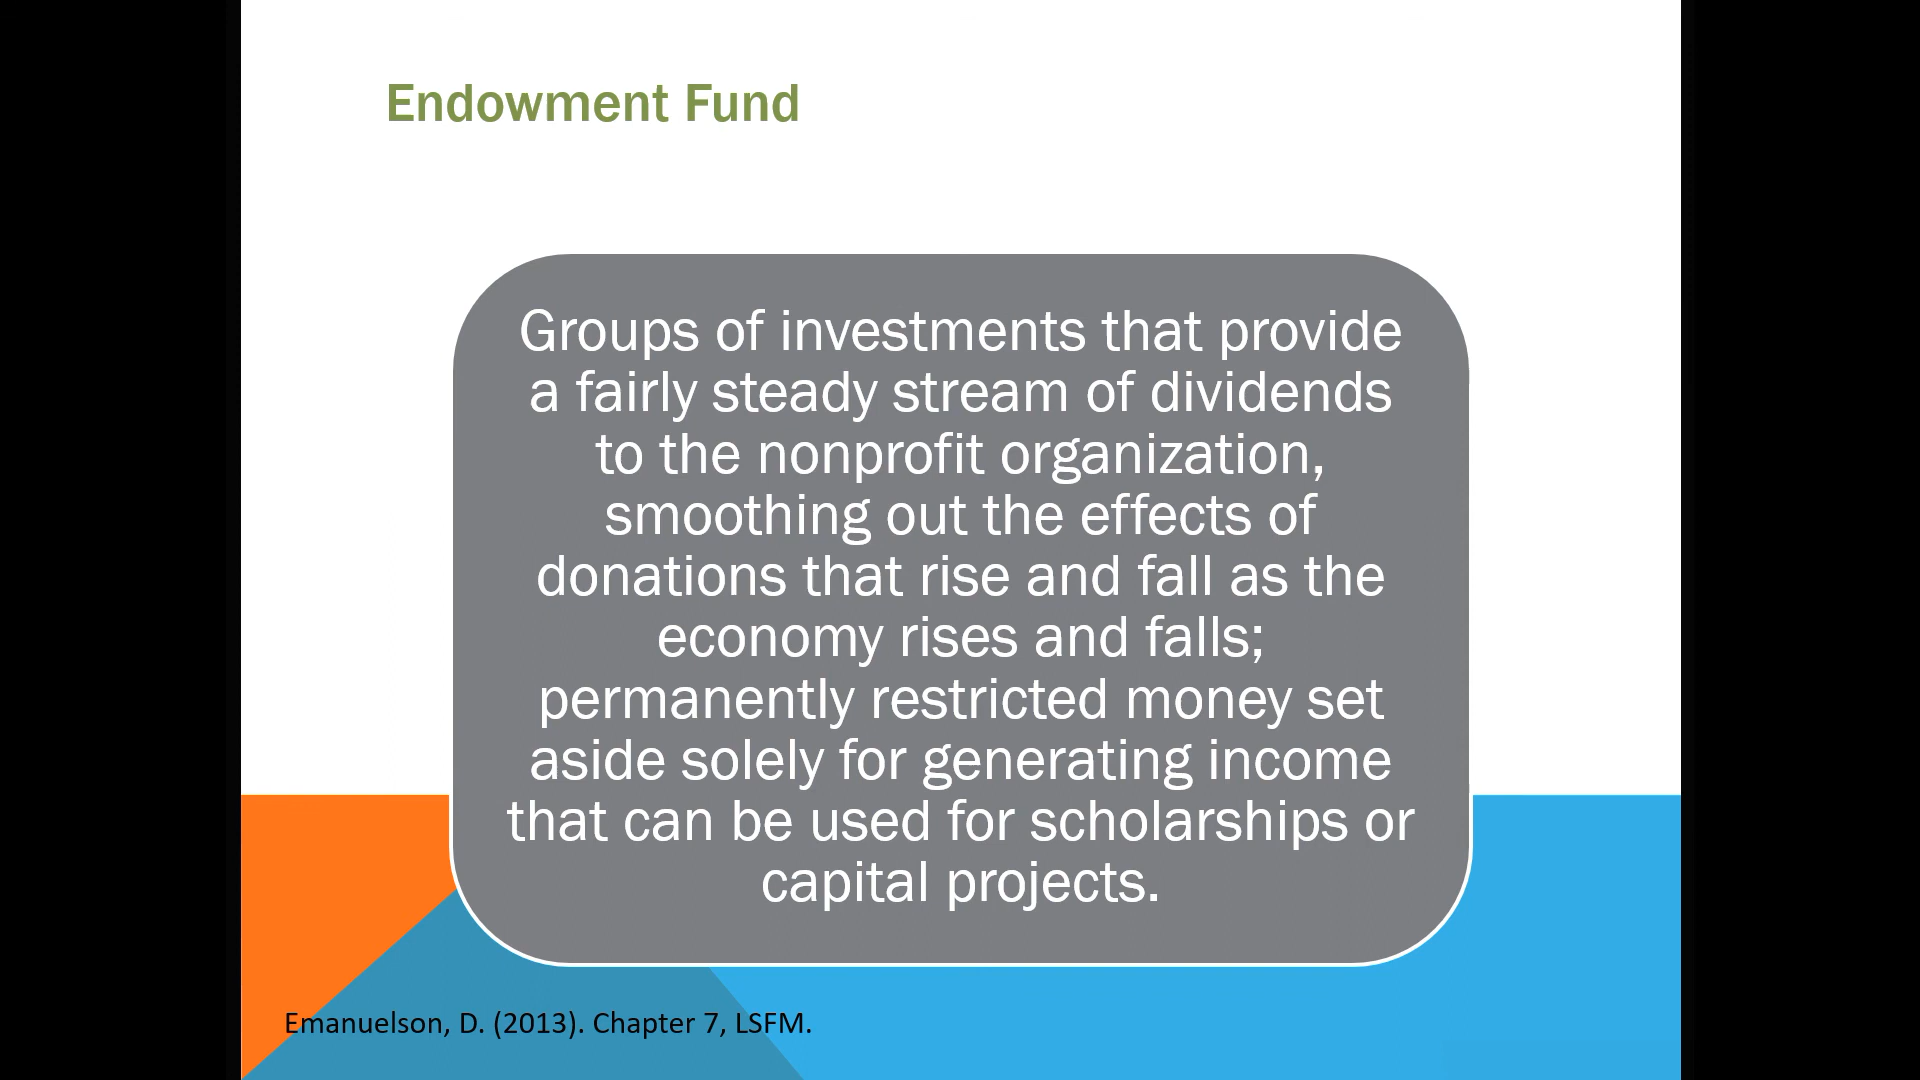 Endowment Fund
Groups of investments that provide
a fairly steady stream of dividends
to the nonprofit organization,
smoothing out the effects of
donations that rise and fall as the
economy rises and falls;
permanently restricted money set
aside solely for generating income
that can be used for scholarships or
capital projects.
Emanuelson, D. (2013). Chapter 7, LSFM.